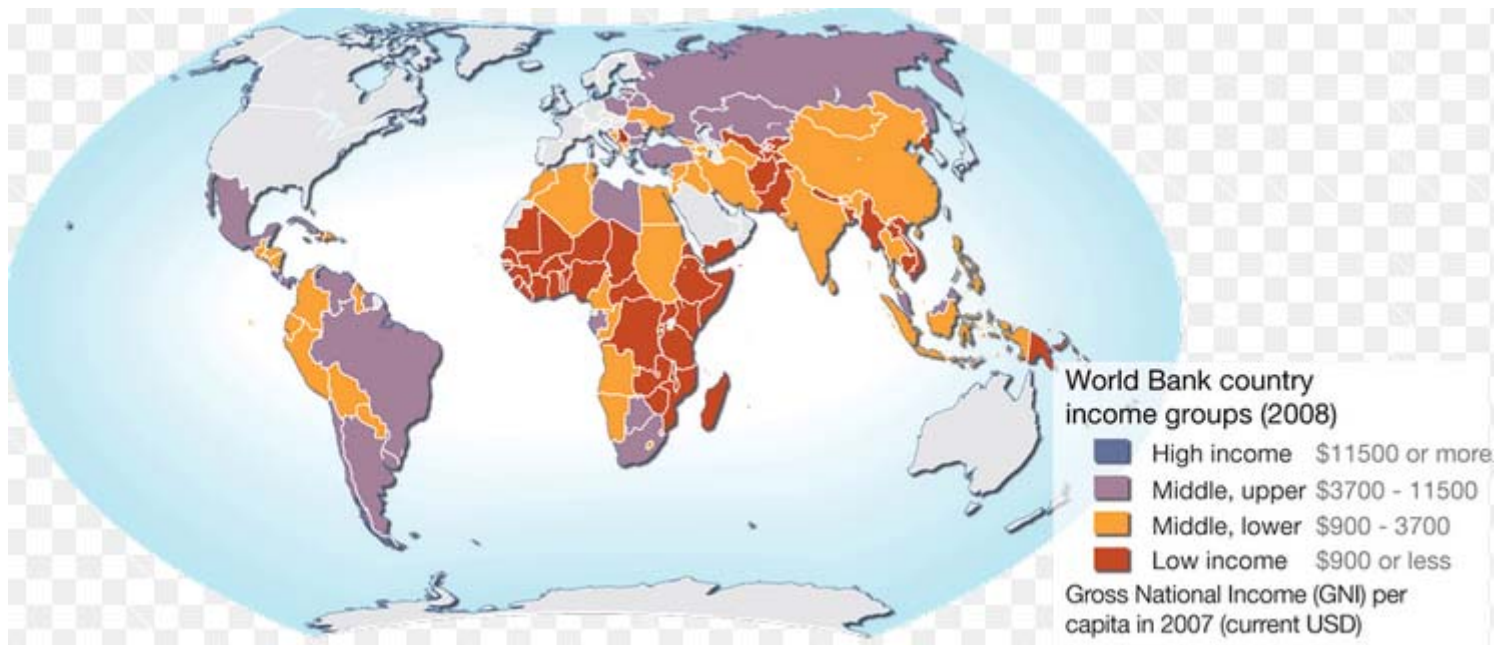 World Bank country
income groups (2008)
High income $11500 or more
Middle, upper $3700 - 11500
Middle, lower $900 - 3700
Low income $900 or less
Gross National Income (GNI) per
capita in 2007 (current USD)